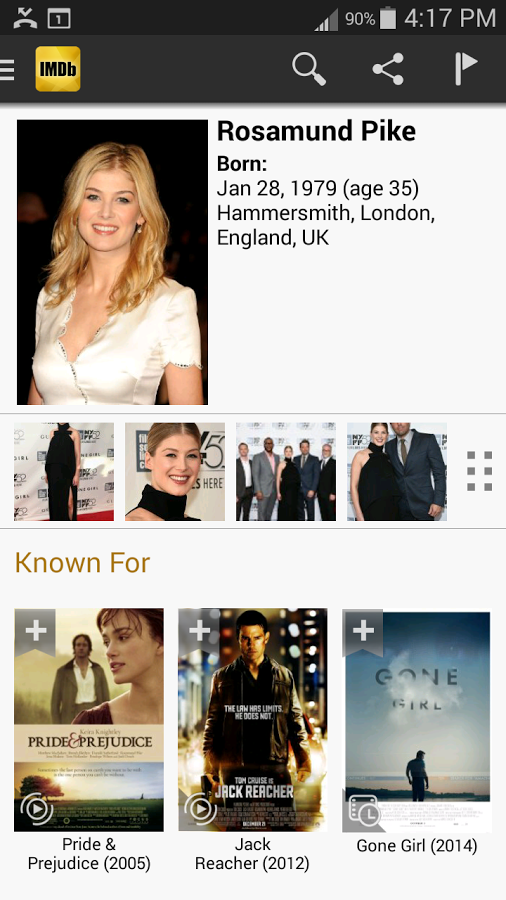 1
90%
4:17 PM
IMDb
Rosamund Pike
Born:
Jan 28, 1979 (age 35)
Hammersmith, London,
England, UK
Known For
Keira Knightley
PRIDE & PREJUDICE
THE LAW HAS LIMITS.
HE DOES NOT.
TOM CRUISE IS
JACK REACHER
DECEMBER 21
GONE
GIRL
Pride &
Prejudice (2005)
Jack
Reacher (2012)
Gone Girl (2014)